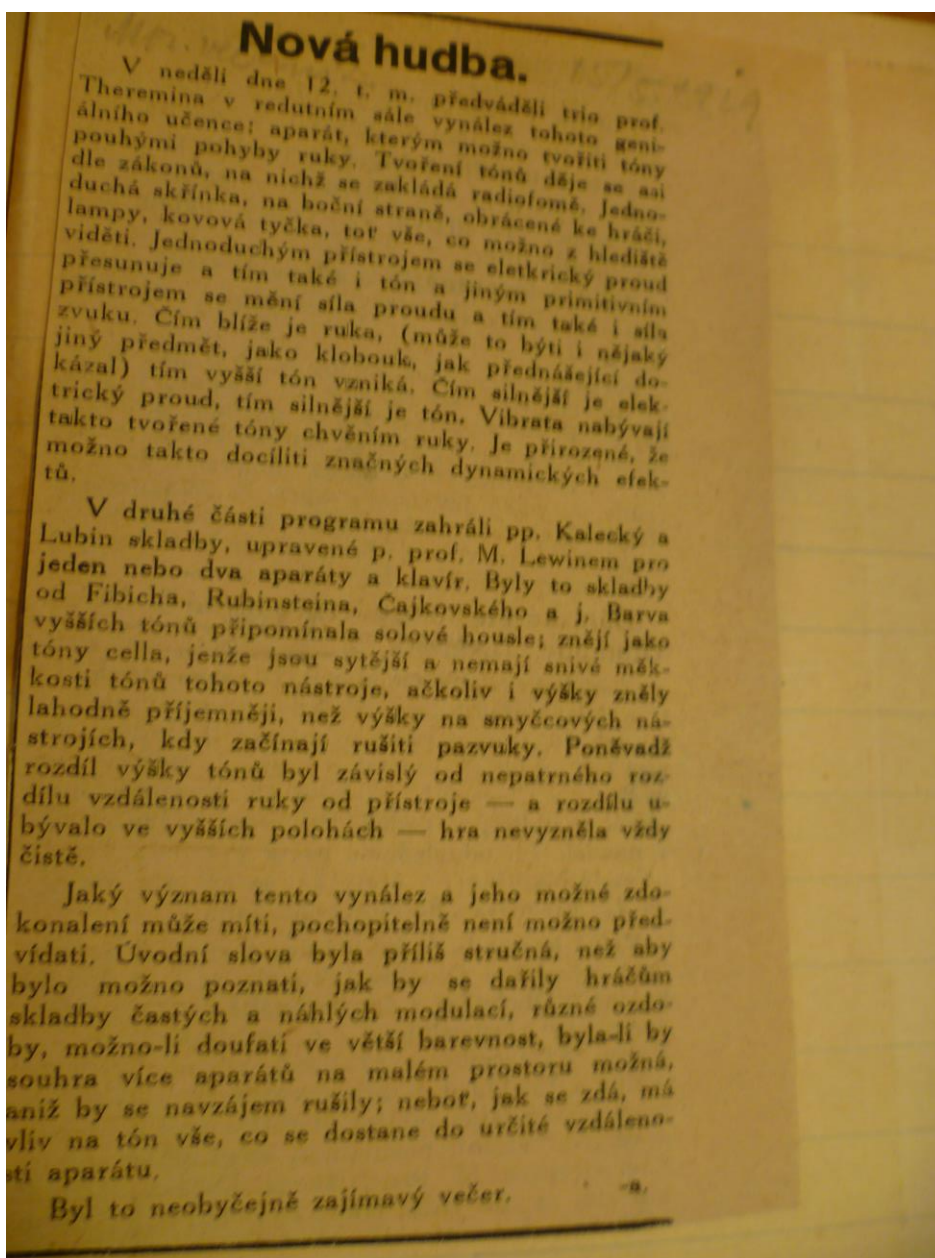 Nová hudba.
V neděli dne 12. t. m. předváděli trio prof.
Theremina v redutním sále vynález tohoto geni-
álního učence; aparát, kterým možno tvořiti tóny
pouhými pohyby ruky. Tvoření tónů děje se asi
dle zákonů, na nichž se zakládá radiofomě. Jedno-
duchá skřínka, na boční straně, obrácené ke hráči,
lampy, kovová tyčka, toť vše, co možno z hlediště
viděti. Jednoduchým přístrojem se eletkrický proud
přesunuje a tím také i tón a jiným primitivním
přístrojem se mění síla proudu a tím také i síla
zvuku. Čím blíže je ruka, (může to býti i nějaký
jiný předmět, jako klobouk, jak přednášející do-
kázal) tím vyšší tón vzniká. Čím silnější je elek-
trický proud, tím silnější je tón. Vibrata nabývají
takto tvořené tóny chvěním ruky. Je přirozené, že
možno takto docíliti značných dynamických efek-
tů.
V druhé části programu zahráli pp. Kalecký a
Lubin skladby, upravené p. prof. M. Lewinem pro
jeden nebo dva aparáty a klavír. Byly to skladby
od Fibicha, Rubinsteina, Čajkovského a j. Barva
vyšších tónů připomínala solové housle; znějí jako
tóny cella, jenže jsou sytější a nemají snivé měk-
kosti tónů tohoto nástroje, ačkoliv i výšky zněly
lahodně příjemněji, než výšky na smyčcových ná-
strojích, kdy začínají rušiti pazvuky. Poněvadž
rozdíl výšky tónů byl závislý od nepatrného roz-
dílu vzdálenosti ruky od přístroje — a rozdílu u-
bývalo ve vyšších polohách — hra nevyzněla vždy
čistě.
Jaký význam tento vynález a jeho možné zdo-
konalení může míti, pochopitelně není možno před-
vídati. Úvodní slova byla příliš stručná, než aby
bylo možno poznati, jak by se dařily hráčům
skladby častých a náhlých modulací, různé ozdo-
by, možno-li doufati ve větší barevnost, byla-li by
souhra více aparátů na malém prostoru možná,
aniž by se navzájem rušily; neboť, jak se zdá, má
vliv na tón vše, co se dostane do určité vzdáleno-
sti aparátu.
Byl to neobyčejně zajímavý večer. -a.